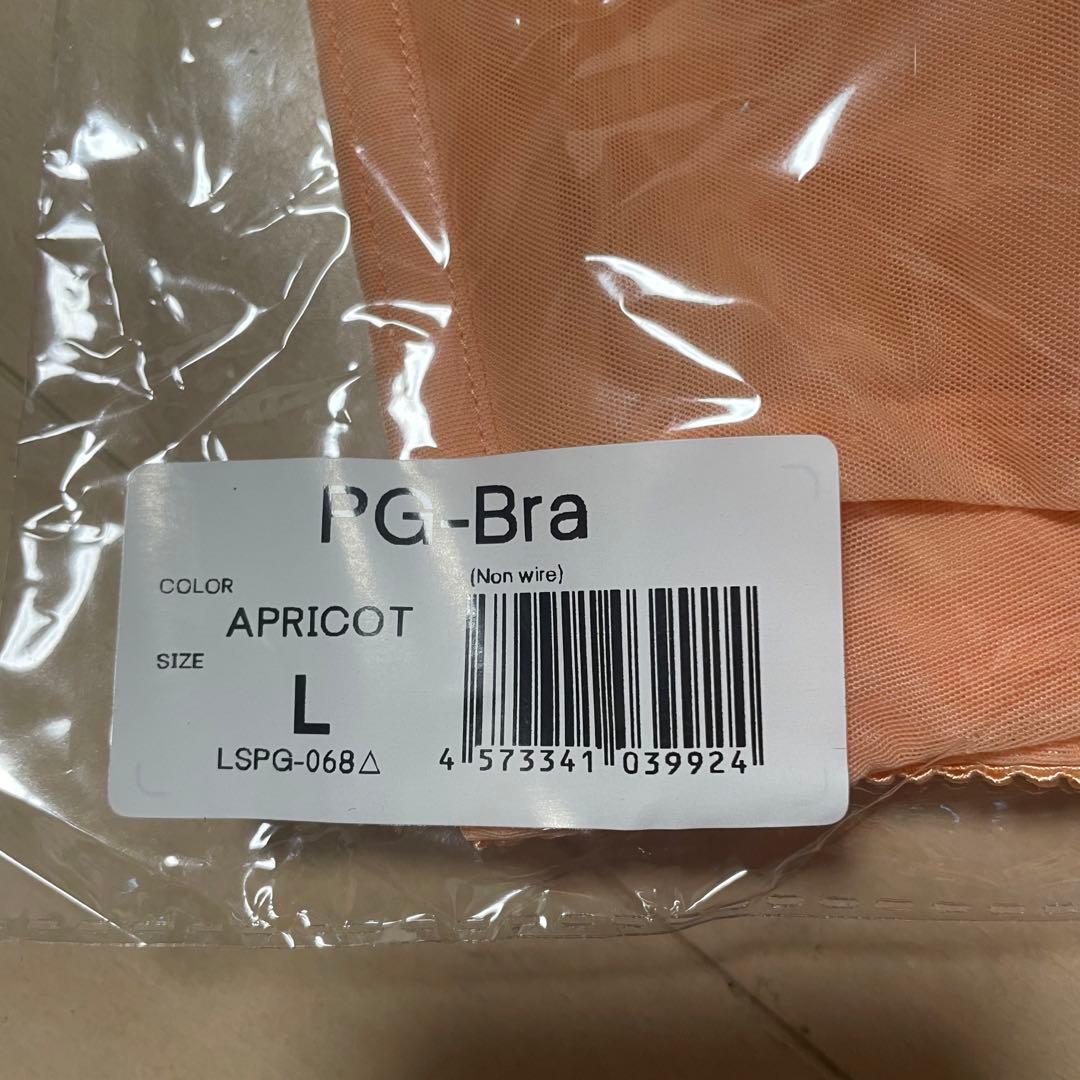 PG-Bra
(Non wire)
COLOR
APRICOT
SIZE
L
LSPG-068△
4 573341 039924